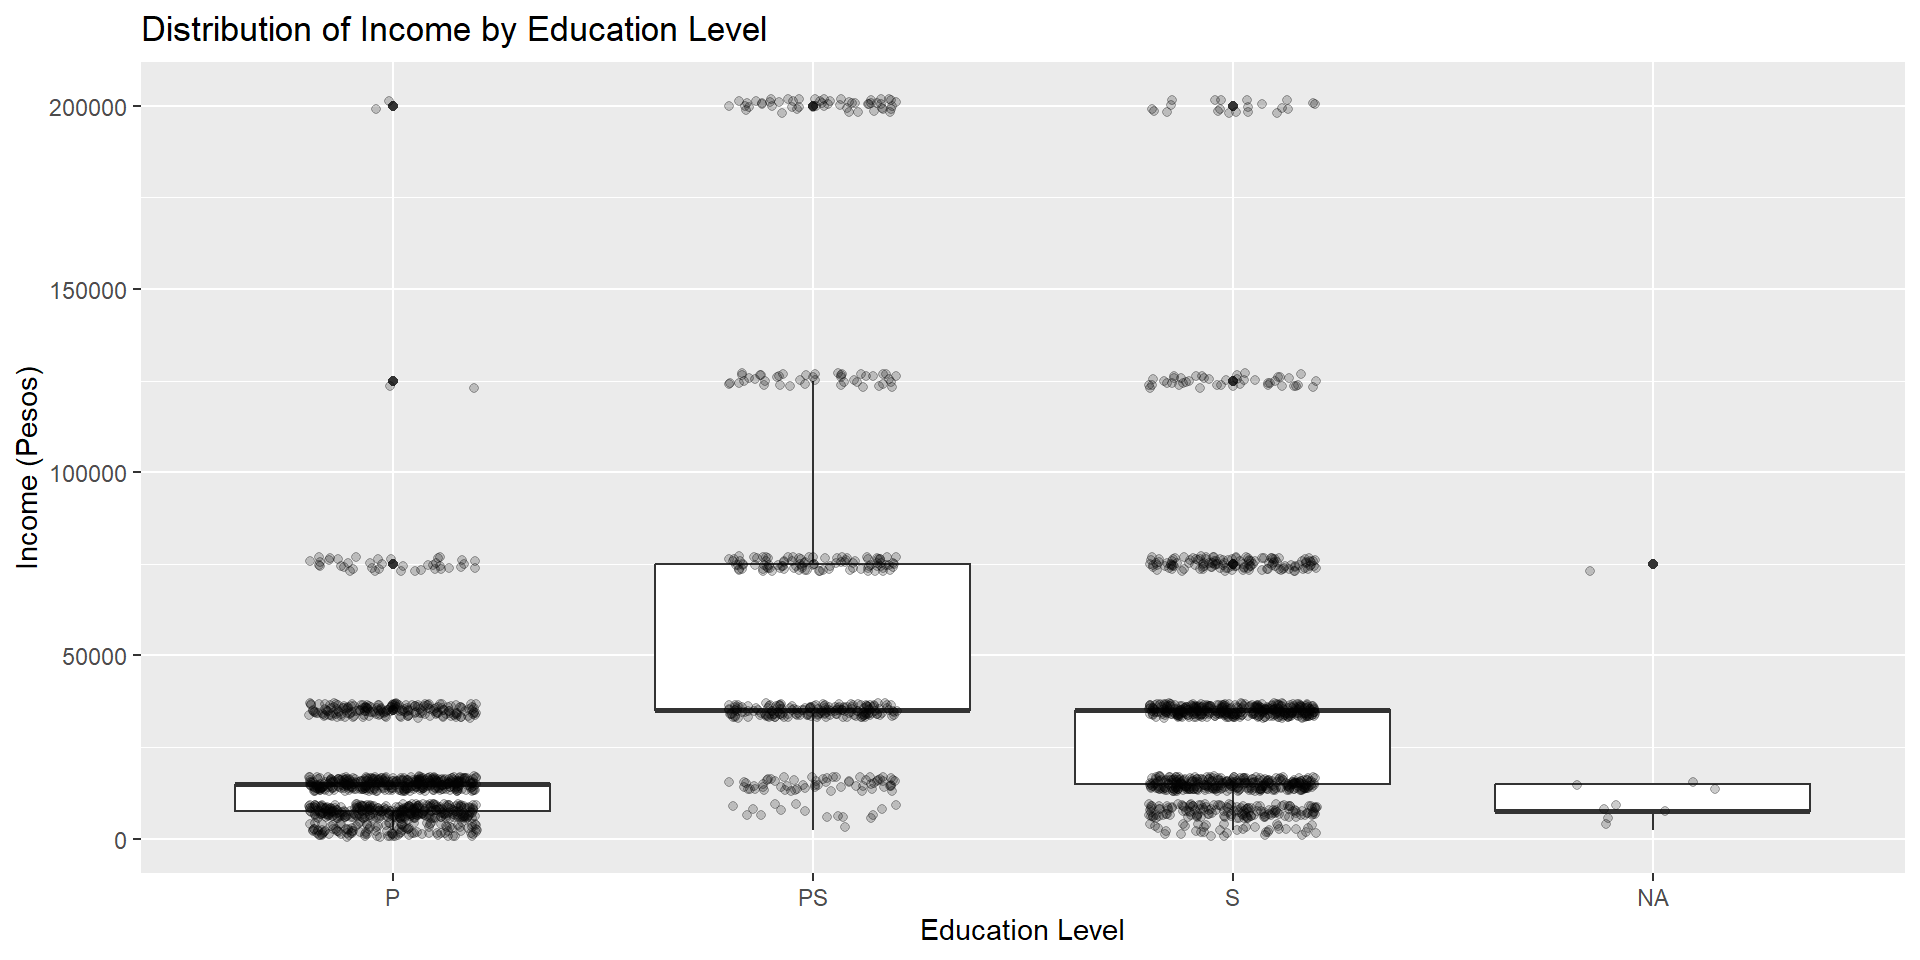 Distribution of Income by Education Level
Income (Pesos)
200000
150000
100000
50000
0
P PS S NA
Education Level